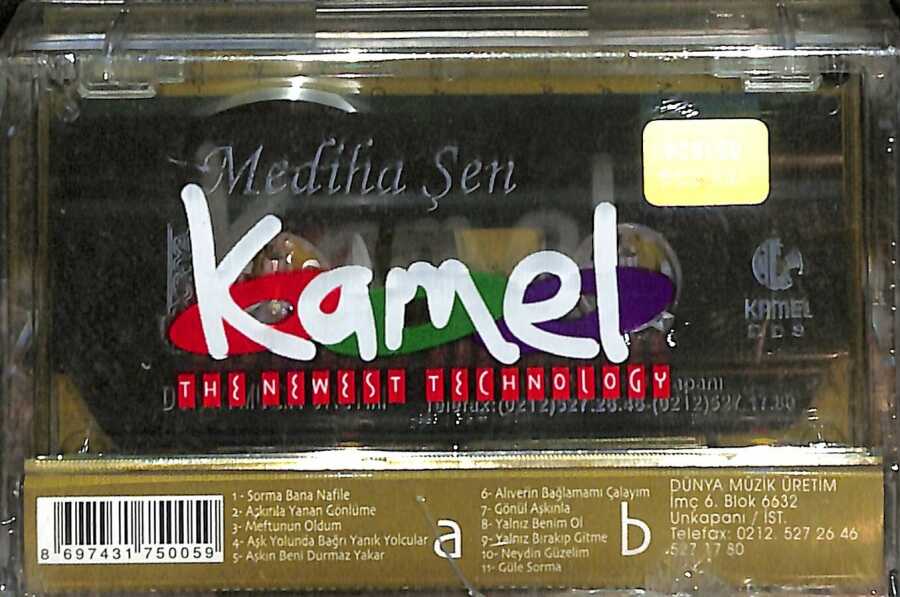 Mediha Şen
Kamel
THE NEWEST TECHNOLOGY
KAMEL
DDS
apanı
Telefax:(0212)527.26.46-(0212)527.17.80
8 697431 750059
1- Sorma Bana Nafile
2- Aşkınla Yanan Gönlüme
3- Meftunun Oldum
4- Aşk Yolunda Bağrı Yanık Yolcular
5- Aşkın Beni Durmaz Yakar
a
6- Alıverin Bağlamamı Çalayım
7- Gönül Aşkınla
8- Yalnız Benim Ol
9- Yalnız Bırakıp Gitme
10- Neydin Güzelim
11- Güle Sorma
b
DÜNYA MÜZİK ÜRETİM
İmç 6. Blok 6632
Unkapanı / İST.
Telefax: 0212. 527 26 46
527 17 80